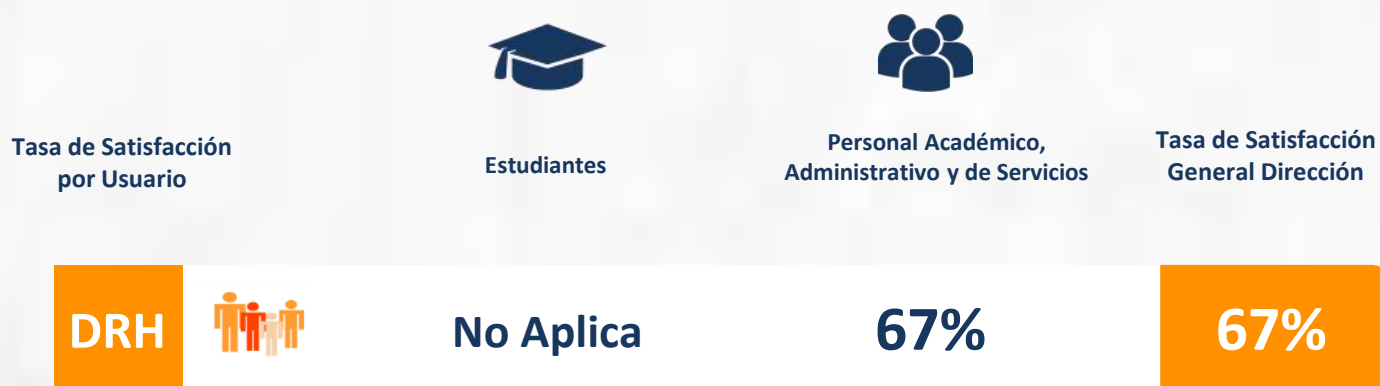 Tasa de Satisfacción
por Usuario
Estudiantes
Personal Académico,
Administrativo y de Servicios
Tasa de Satisfacción
General Dirección
DRH
No Aplica
67%
67%